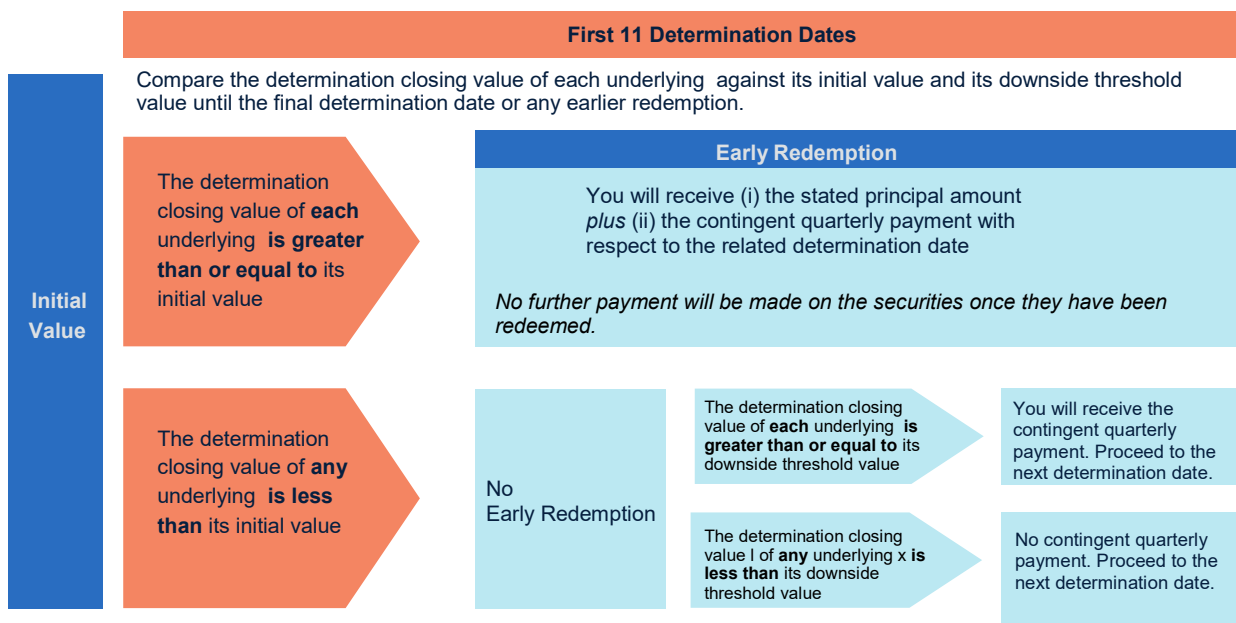 First 11 Determination Dates
Compare the determination closing value of each underlying against its initial value and its downside threshold
value until the final determination date or any earlier redemption.
Initial
Value
The determination
closing value of each
underlying is greater
than or equal to its
initial value
Early Redemption
You will receive (i) the stated principal amount
plus (ii) the contingent quarterly payment with
respect to the related determination date
No further payment will be made on the securities once they have been
redeemed.
The determination
closing value of any
underlying is less
than its initial value
No
Early Redemption
The determination closing
value of each underlying is
greater than or equal to its
downside threshold value
You will receive the
contingent quarterly
payment. Proceed to the
next determination date.
The determination closing
value l of any underlying x is
less than its downside
threshold value
No contingent quarterly
payment. Proceed to the
next determination date.